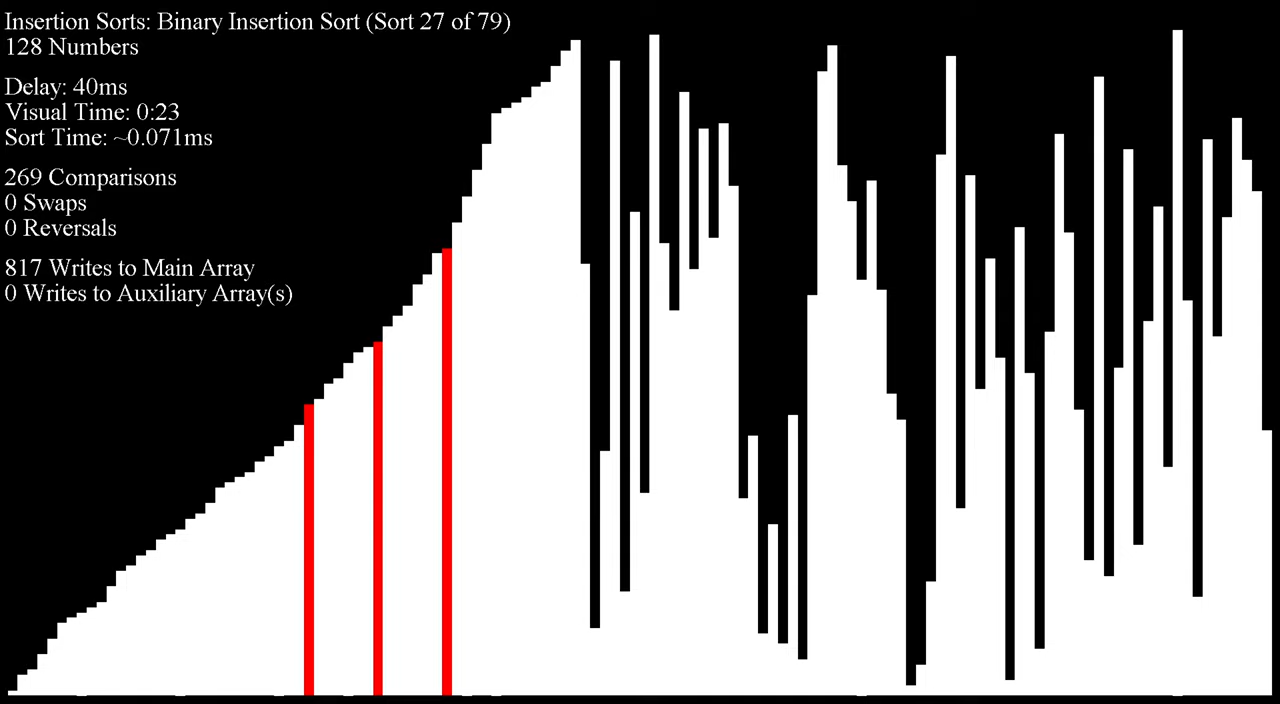 Insertion Sorts: Binary Insertion Sort (Sort 27 of 79)
128 Numbers
Delay: 40ms
Visual Time: 0:23
Sort Time: ~0.071ms
269 Comparisons
0 Swaps
0 Reversals
817 Writes to Main Array
0 Writes to Auxiliary Array(s)